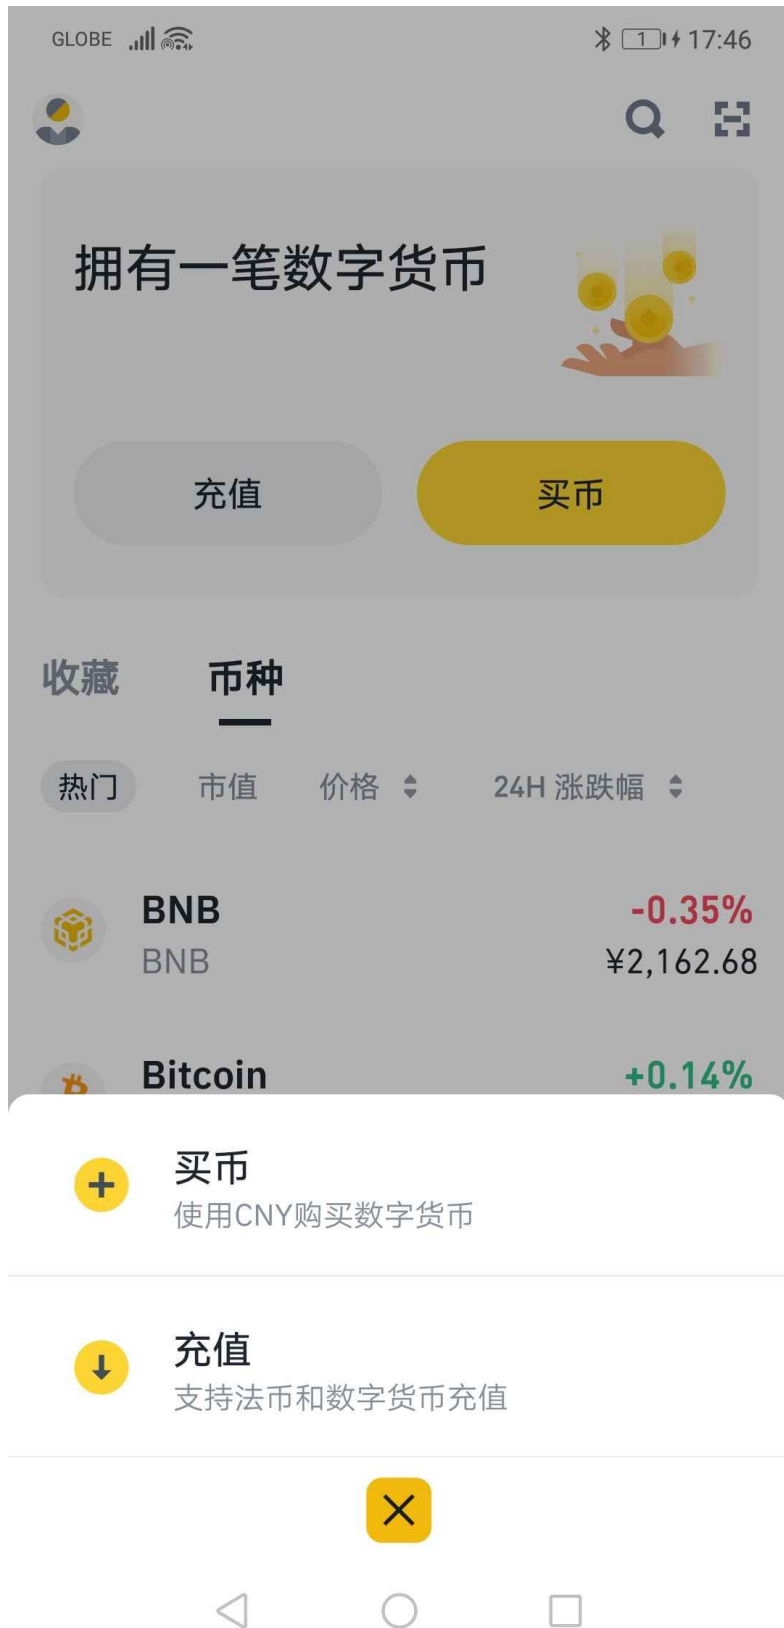 GLOBE
1
17:46
拥有一笔数字货币
充值
买币
收藏
币种
热门 市值 价格 24H 涨跌幅
BNB -0.35%
BNB ¥2,162.68
Bitcoin +0.14%
买币
使用CNY购买数字货币
充值
支持法币和数字货币充值